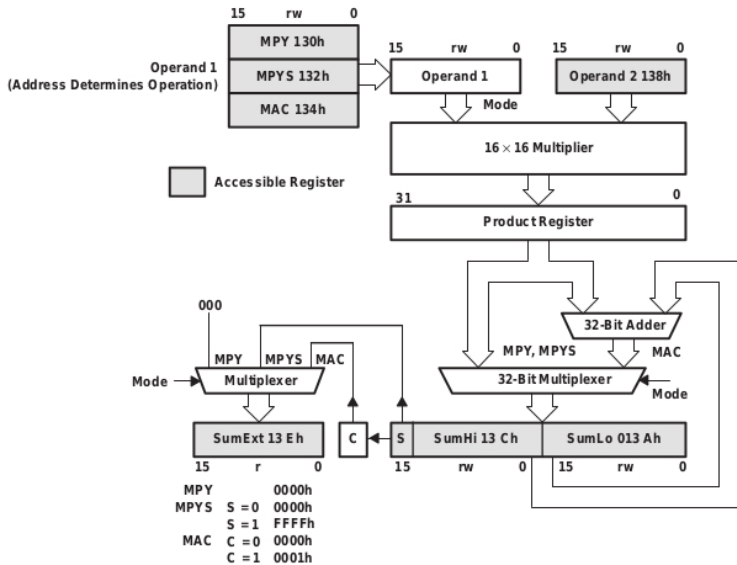 15 rw 0
MPY 130h
Operand 1
(Address Determines Operation)
MPYS 132h
MAC 134h
15 rw 0
Operand 1
15 rw 0
Operand 2 138h
Mode
16 × 16 Multiplier
Accessible Register
31 0
Product Register
000
32-Bit Adder
MPY MPYS MAC
MPY, MPYS
MAC
Mode
Multiplexer
32-Bit Multiplexer
Mode
SumExt 13 Eh
C
S
SumHi 13 Ch
SumLo 013 Ah
15 r 0
15 rw 0
15 rw 0
MPY 0000h
MPYS S =0 0000h
S =1 FFFFh
MAC C =0 0000h
C =1 0001h